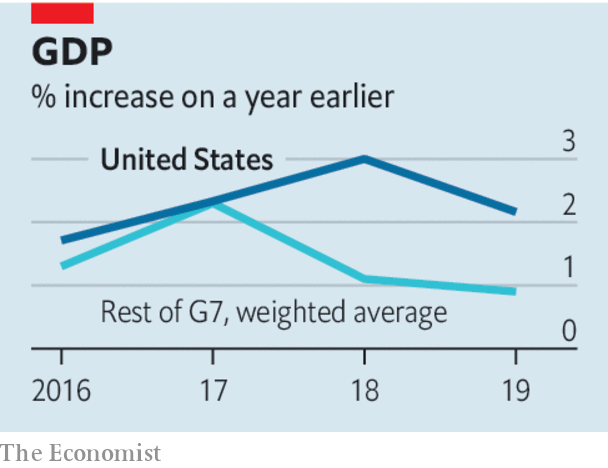 GDP
% increase on a year earlier
3
United States
2
1
Rest of G7, weighted average
0
2016 17 18 19
The Economist